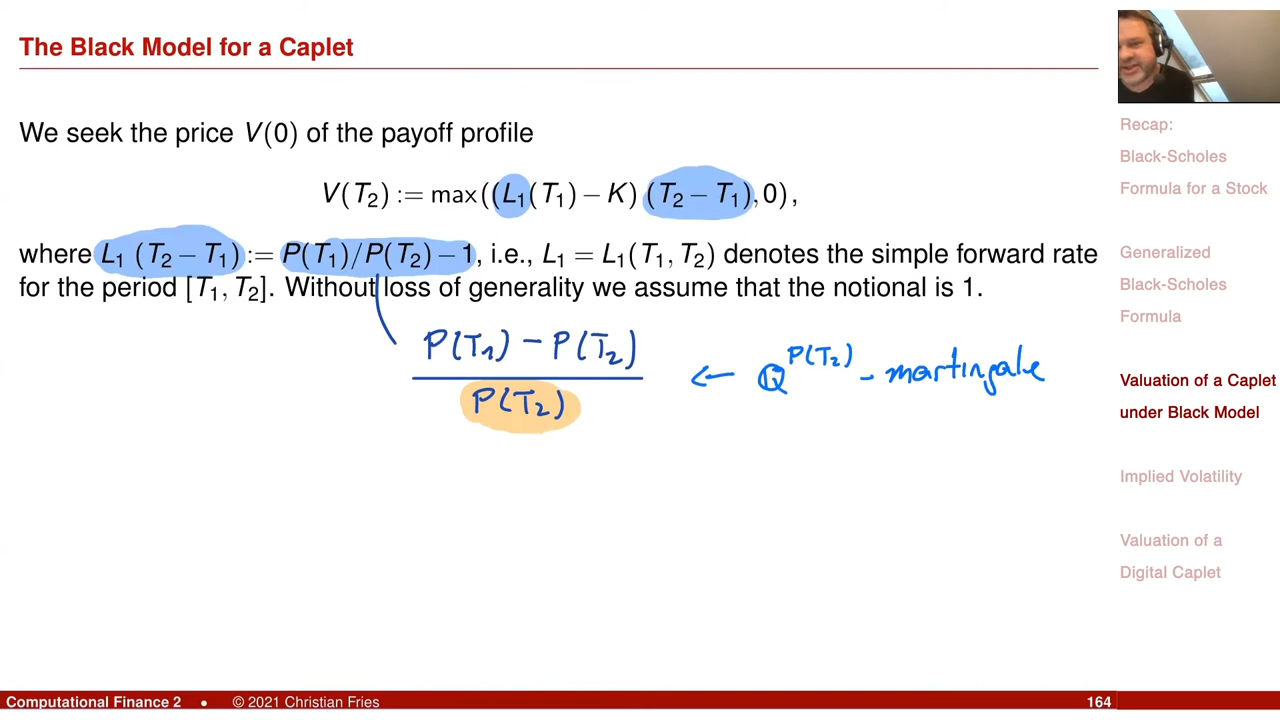 The Black Model for a Caplet
We seek the price V(0) of the payoff profile
V(T₂) := max((L₁(T₁) − K) (T₂ − T₁), 0) ,
where L₁ (T₂ − T₁) := P(T₁)/P(T₂) − 1, i.e., L₁ = L₁(T₁, T₂) denotes the simple forward rate
for the period [T₁, T₂]. Without loss of generality we assume that the notional is 1.
P(T₁) − P(T₂)
P(T₂)
← ℚ^P(T₂) - martingale
Recap:
Black-Scholes
Formula for a Stock
Generalized
Black-Scholes
Formula
Valuation of a Caplet
under Black Model
Implied Volatility
Valuation of a
Digital Caplet
Computational Finance 2 • © 2021 Christian Fries 164